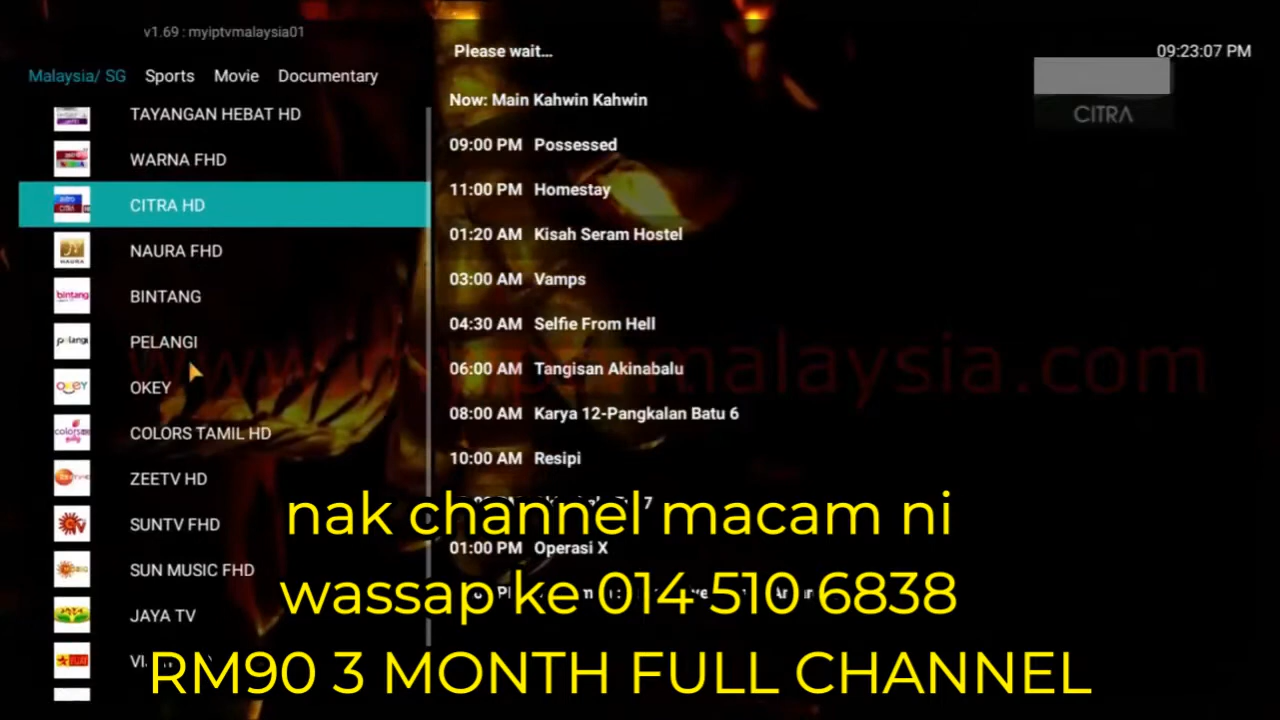 v1.69 : myiptvmalaysia01
Please wait...
09:23:07 PM
Malaysia/ SG Sports Movie Documentary
CITRA
TAYANGAN HEBAT HD
WARNA FHD
CITRA HD
NAURA FHD
BINTANG
PELANGI
OKEY
COLORS TAMIL HD
ZEETV HD
SUNTV FHD
SUN MUSIC FHD
JAYA TV
Now: Main Kahwin Kahwin
09:00 PM Possessed
11:00 PM Homestay
01:20 AM Kisah Seram Hostel
03:00 AM Vamps
04:30 AM Selfie From Hell
06:00 AM Tangisan Akinabalu
08:00 AM Karya 12-Pangkalan Batu 6
10:00 AM Resipi
01:00 PM Operasi X
nak channel macam ni
wassap ke 014 510 6838
RM90 3 MONTH FULL CHANNEL